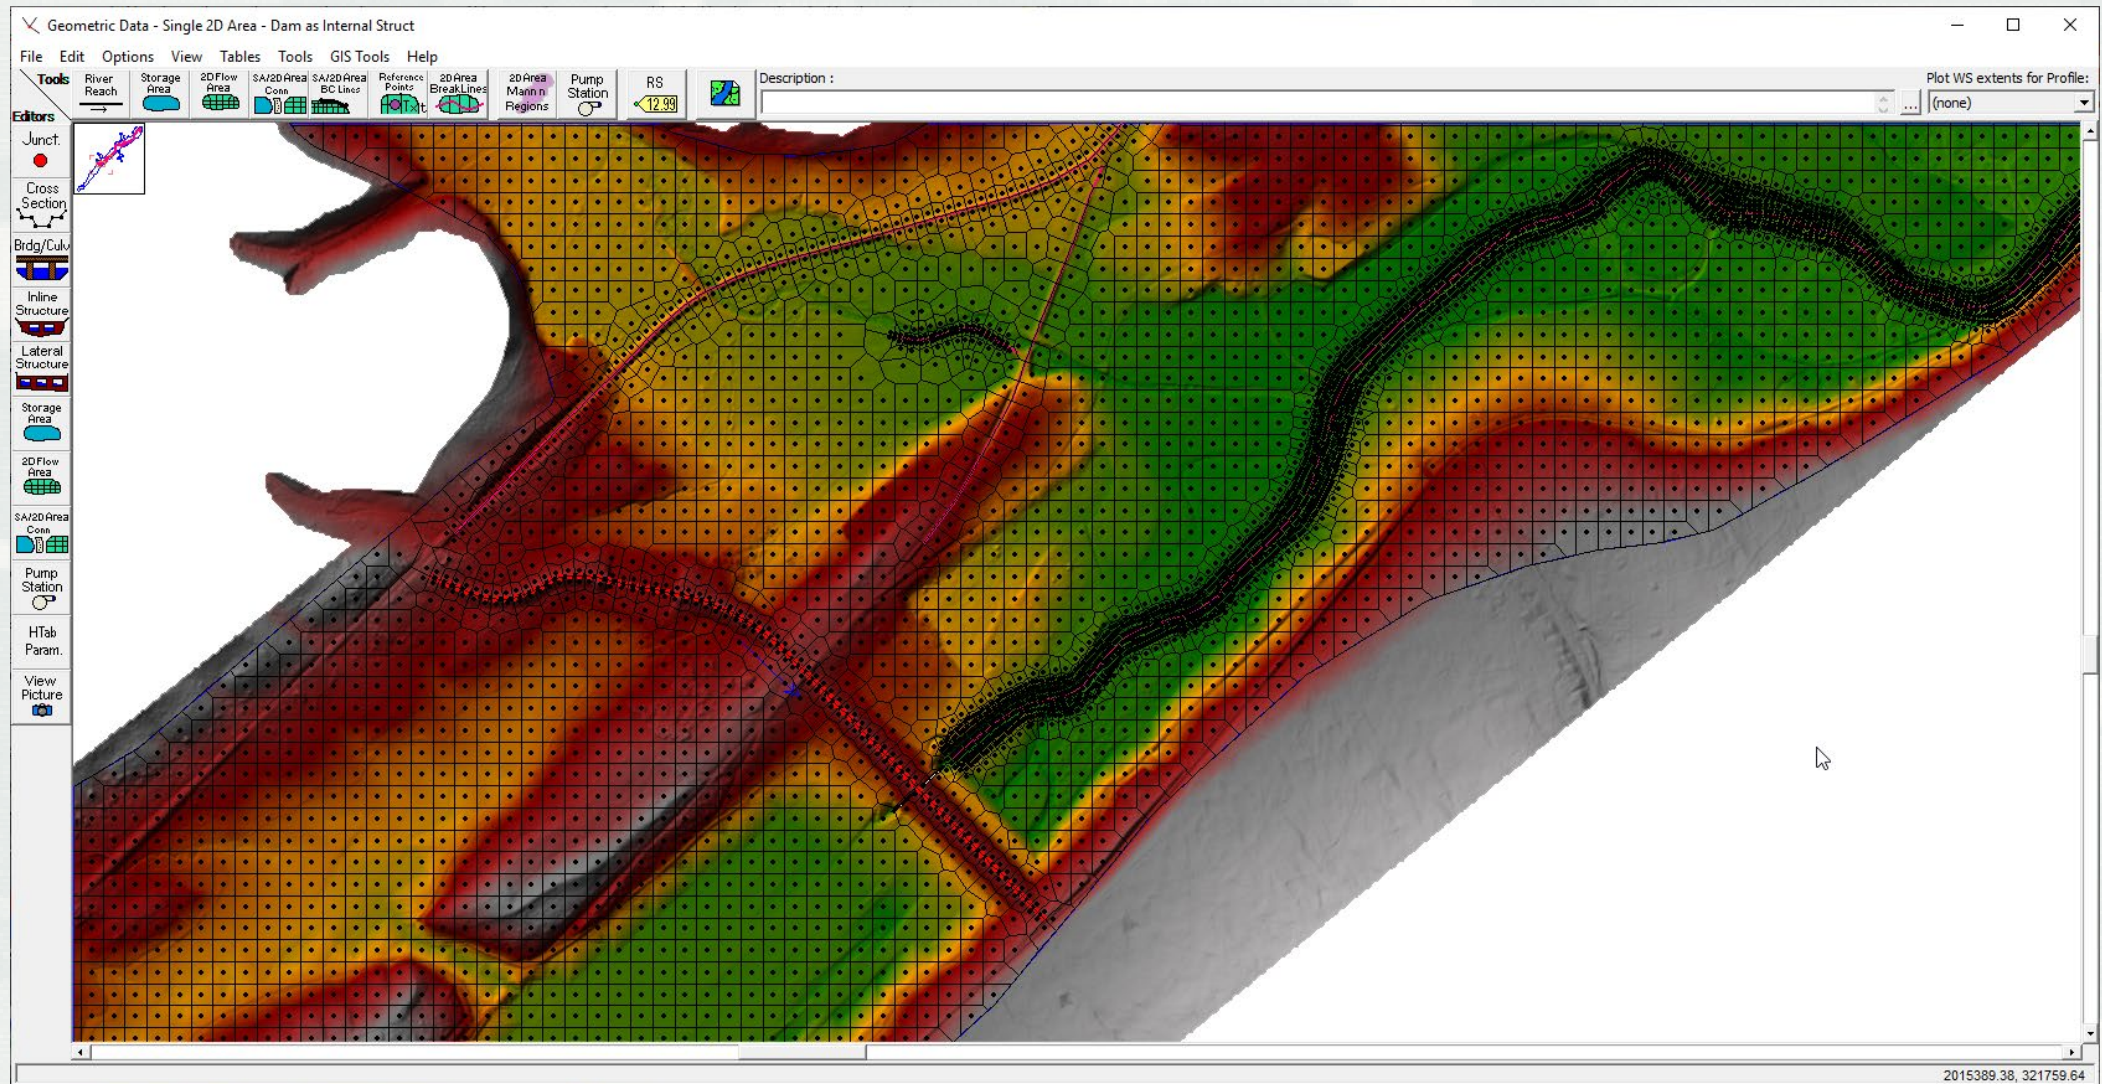 Geometric Data - Single 2D Area - Dam as Internal Struct
File Edit Options View Tables Tools GIS Tools Help
Tools
Editors
River
Reach
Storage
Area
2D Flow
Area
SA/2D Area
Conn
SA/2D Area
BC Lines
Reference
Points
2D Area
BreakLines
2D Area
Mann n
Regions
Pump
Station
RS
12.99
Description :
...
Plot WS extents for Profile:
(none)
Junct.
Cross
Section
Brdg/Culv
Inline
Structure
Lateral
Structure
Storage
Area
2D Flow
Area
SA/2D Area
Conn
Pump
Station
HTab
Param.
View
Picture
2015389.38, 321759.64